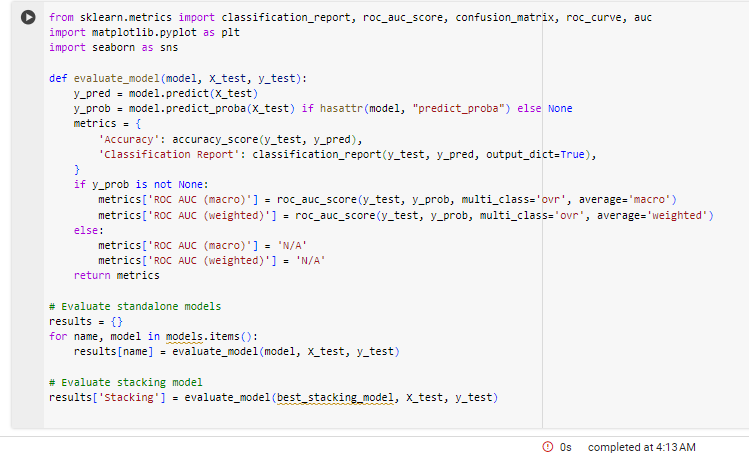 from sklearn.metrics import classification_report, roc_auc_score, confusion_matrix, roc_curve, auc
import matplotlib.pyplot as plt
import seaborn as sns

def evaluate_model(model, X_test, y_test):
    y_pred = model.predict(X_test)
    y_prob = model.predict_proba(X_test) if hasattr(model, "predict_proba") else None
    metrics = {
        'Accuracy': accuracy_score(y_test, y_pred),
        'Classification Report': classification_report(y_test, y_pred, output_dict=True),
    }
    if y_prob is not None:
        metrics['ROC AUC (macro)'] = roc_auc_score(y_test, y_prob, multi_class='ovr', average='macro')
        metrics['ROC AUC (weighted)'] = roc_auc_score(y_test, y_prob, multi_class='ovr', average='weighted')
    else:
        metrics['ROC AUC (macro)'] = 'N/A'
        metrics['ROC AUC (weighted)'] = 'N/A'
    return metrics

# Evaluate standalone models
results = {}
for name, model in models.items():
    results[name] = evaluate_model(model, X_test, y_test)

# Evaluate stacking model
results['Stacking'] = evaluate_model(best_stacking_model, X_test, y_test)
0s completed at 4:13 AM